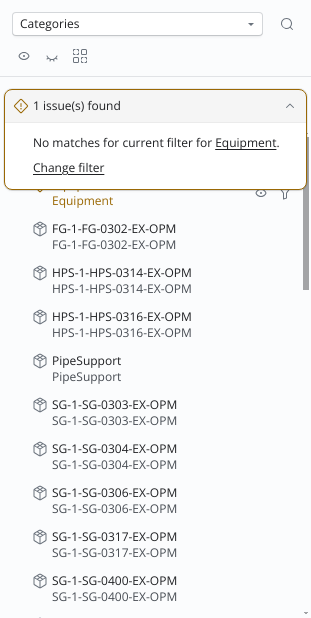 Categories
1 issue(s) found
No matches for current filter for Equipment.
Change filter
Equipment
FG-1-FG-0302-EX-OPM
FG-1-FG-0302-EX-OPM
HPS-1-HPS-0314-EX-OPM
HPS-1-HPS-0314-EX-OPM
HPS-1-HPS-0316-EX-OPM
HPS-1-HPS-0316-EX-OPM
PipeSupport
PipeSupport
SG-1-SG-0303-EX-OPM
SG-1-SG-0303-EX-OPM
SG-1-SG-0304-EX-OPM
SG-1-SG-0304-EX-OPM
SG-1-SG-0306-EX-OPM
SG-1-SG-0306-EX-OPM
SG-1-SG-0317-EX-OPM
SG-1-SG-0317-EX-OPM
SG-1-SG-0400-EX-OPM
SG-1-SG-0400-EX-OPM